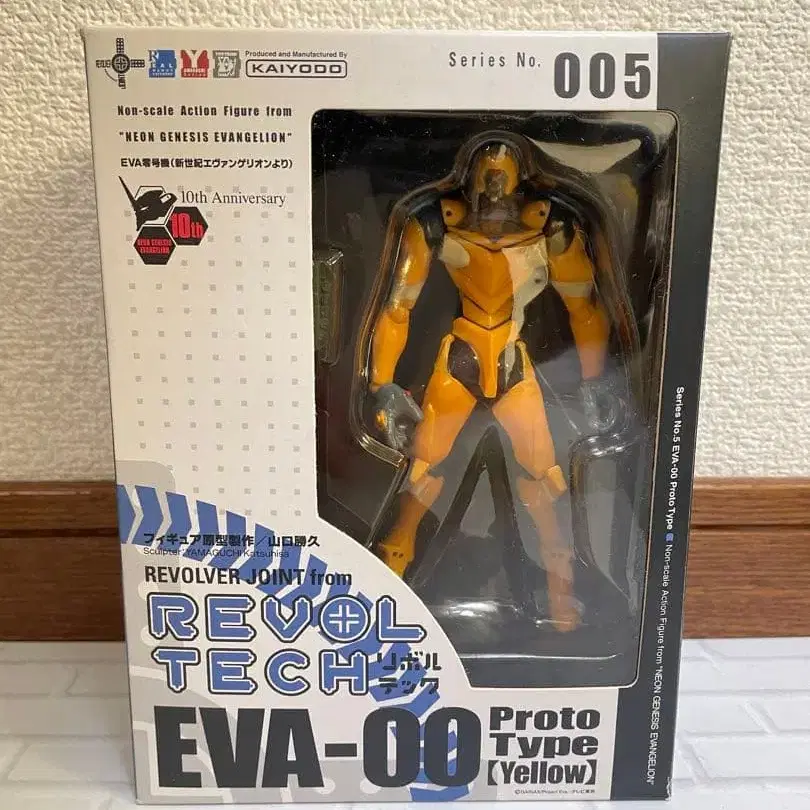 Produced and Manufactured By
KAIYODO
Series No. 005
Non-scale Action Figure from
"NEON GENESIS EVANGELION"
EVA零号機(新世紀エヴァンゲリオンより)
10th Anniversary
10th
NEON GENESIS
EVANGELION
Series No.5 EVA-00 Proto Type
Non-scale Action Figure from "NEON GENESIS EVANGELION"
フィギュア原型製作/山口勝久
Sculptor:YAMAGUCHI Katsuhisa
REVOLVER JOINT from
REVOL
TECH リボル
テック
EVA-00 Proto
Type
【Yellow】